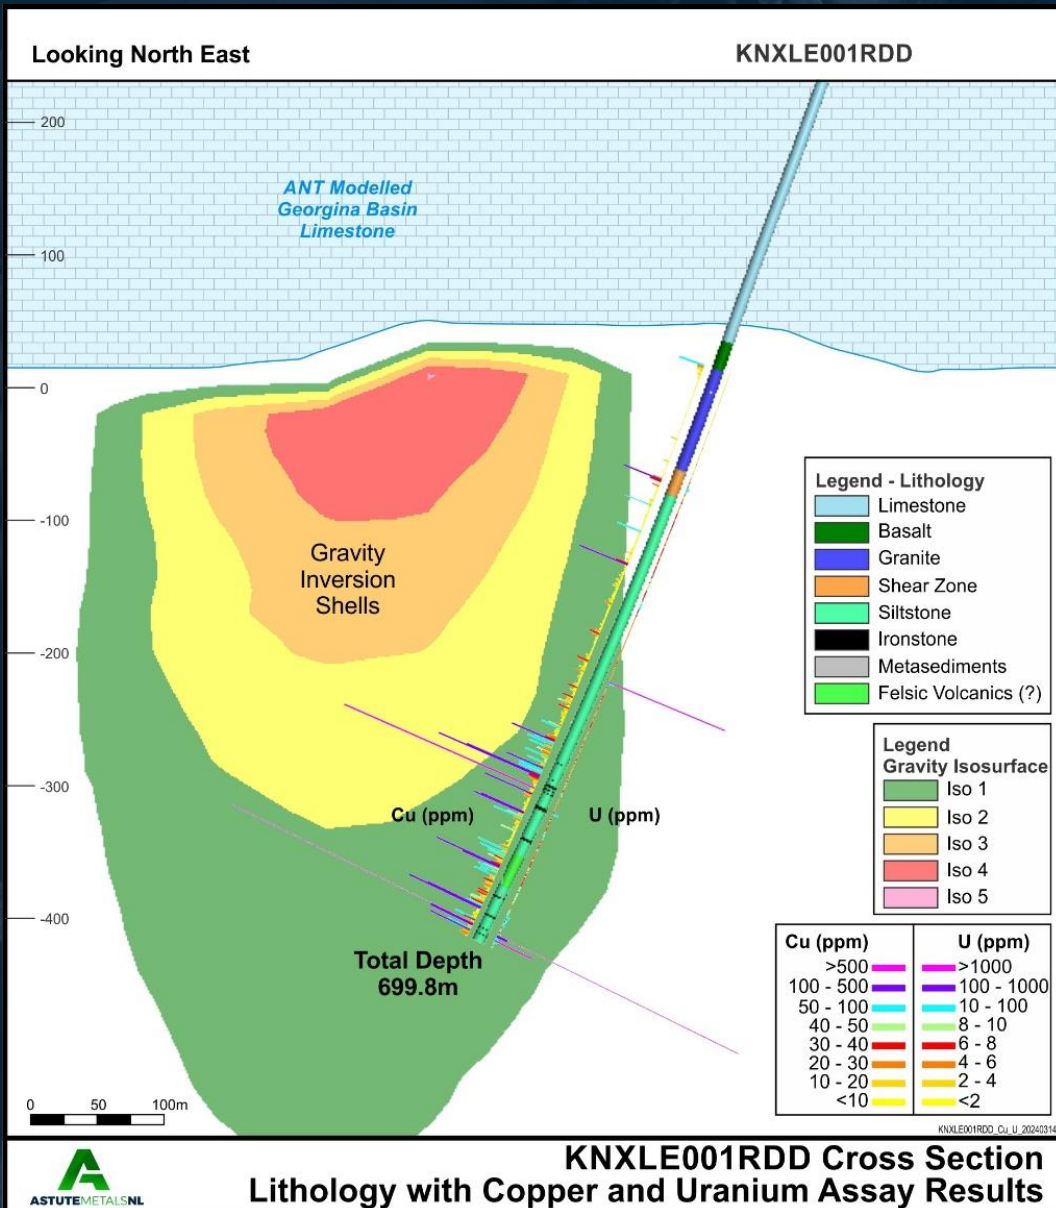 Looking North East
KNXLE001RDD
200
ANT Modelled
Georgina Basin
Limestone
100
0
-100
Gravity
Inversion
Shells
-200
-300
Cu (ppm)
U (ppm)
-400
Total Depth
699.8m
Legend - Lithology
Limestone
Basalt
Granite
Shear Zone
Siltstone
Ironstone
Metasediments
Felsic Volcanics (?)
Legend
Gravity Isosurface
Iso 1
Iso 2
Iso 3
Iso 4
Iso 5
Cu (ppm) U (ppm)
>500 >1000
100 - 500 100 - 1000
50 - 100 10 - 100
40 - 50 8 - 10
30 - 40 6 - 8
20 - 30 4 - 6
10 - 20 2 - 4
<10 <2
0 50 100m
KNXLE001RDD_Cu_U_20240314
KNXLE001RDD Cross Section
Lithology with Copper and Uranium Assay Results
ASTUTEMETALSNL